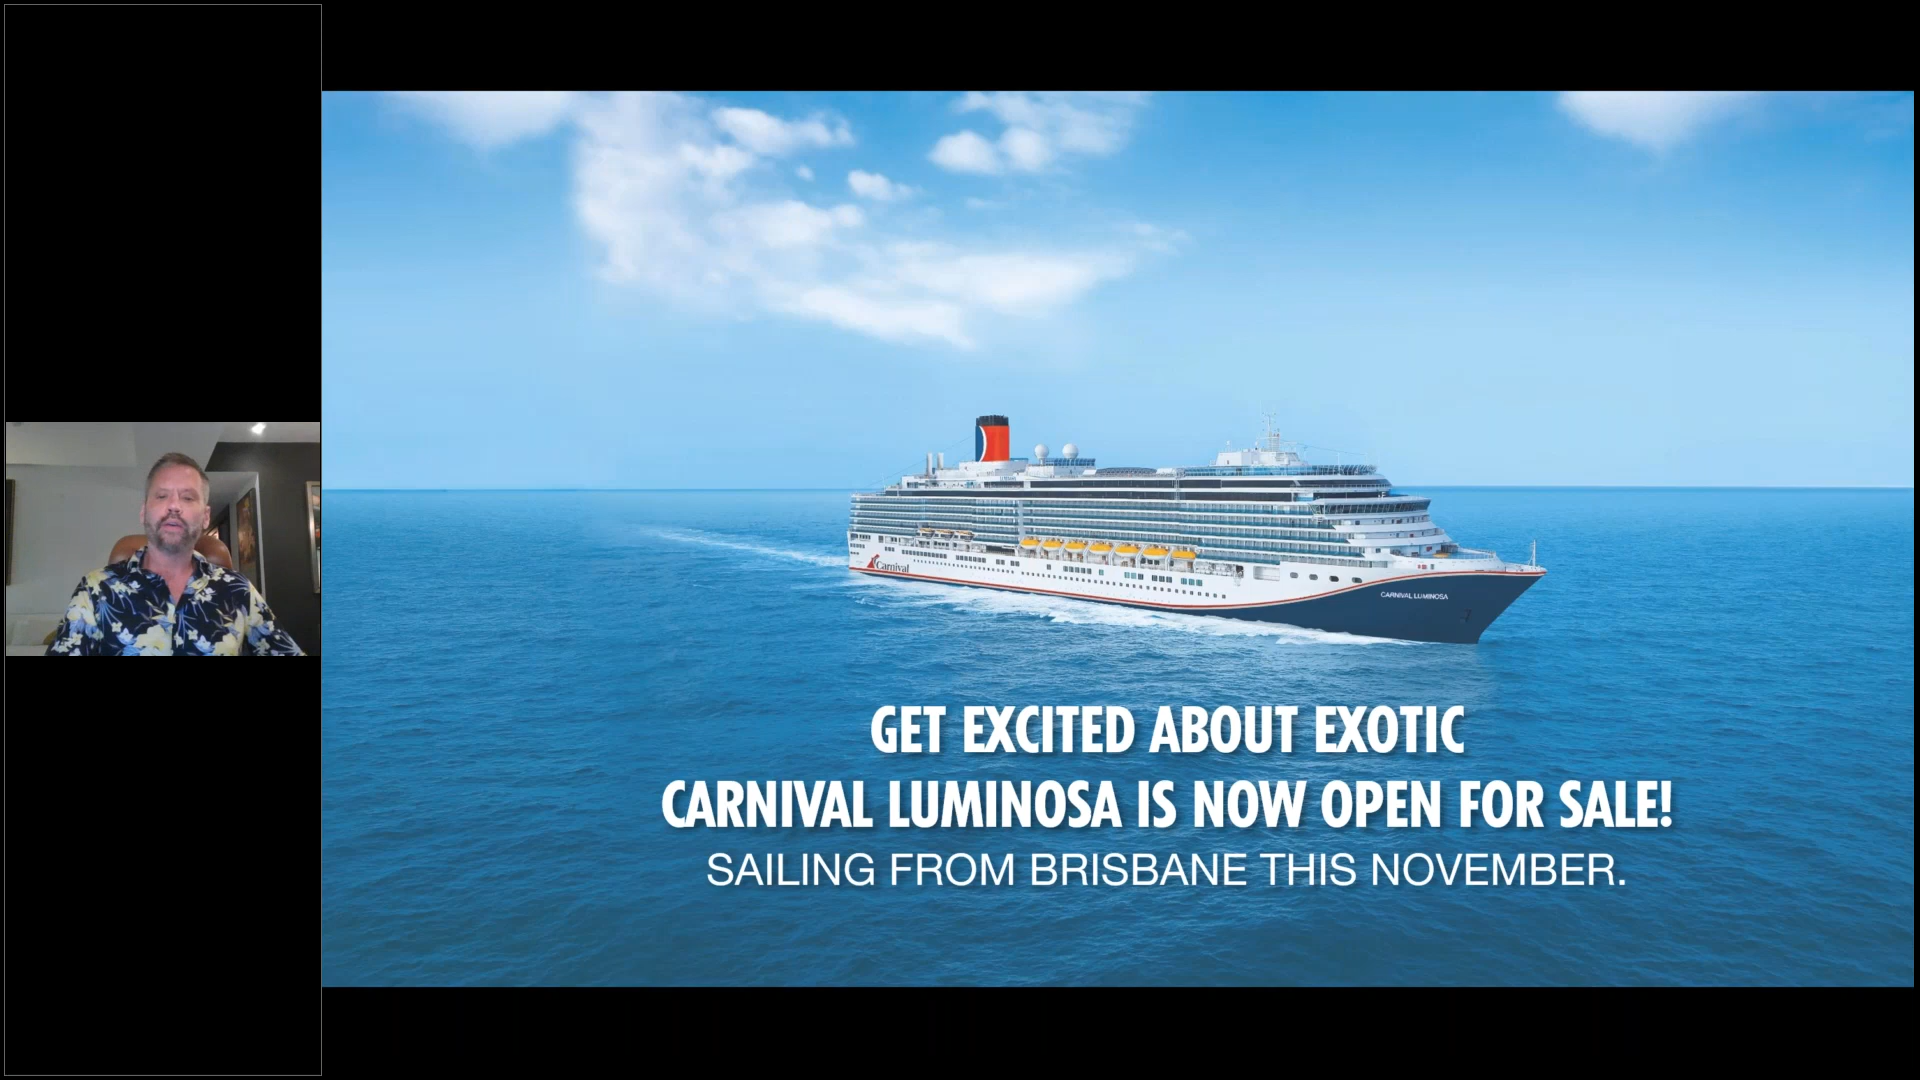 Carnival
CARNIVAL LUMINOSA
GET EXCITED ABOUT EXOTIC
CARNIVAL LUMINOSA IS NOW OPEN FOR SALE!
SAILING FROM BRISBANE THIS NOVEMBER.